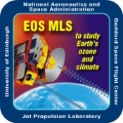 National Aeronautics and
Space Administration
EOS MLS
to study
Earth's
ozone
and
climate
University of Edinburgh
Goddard Space Flight Center
Jet Propulsion Laboratory